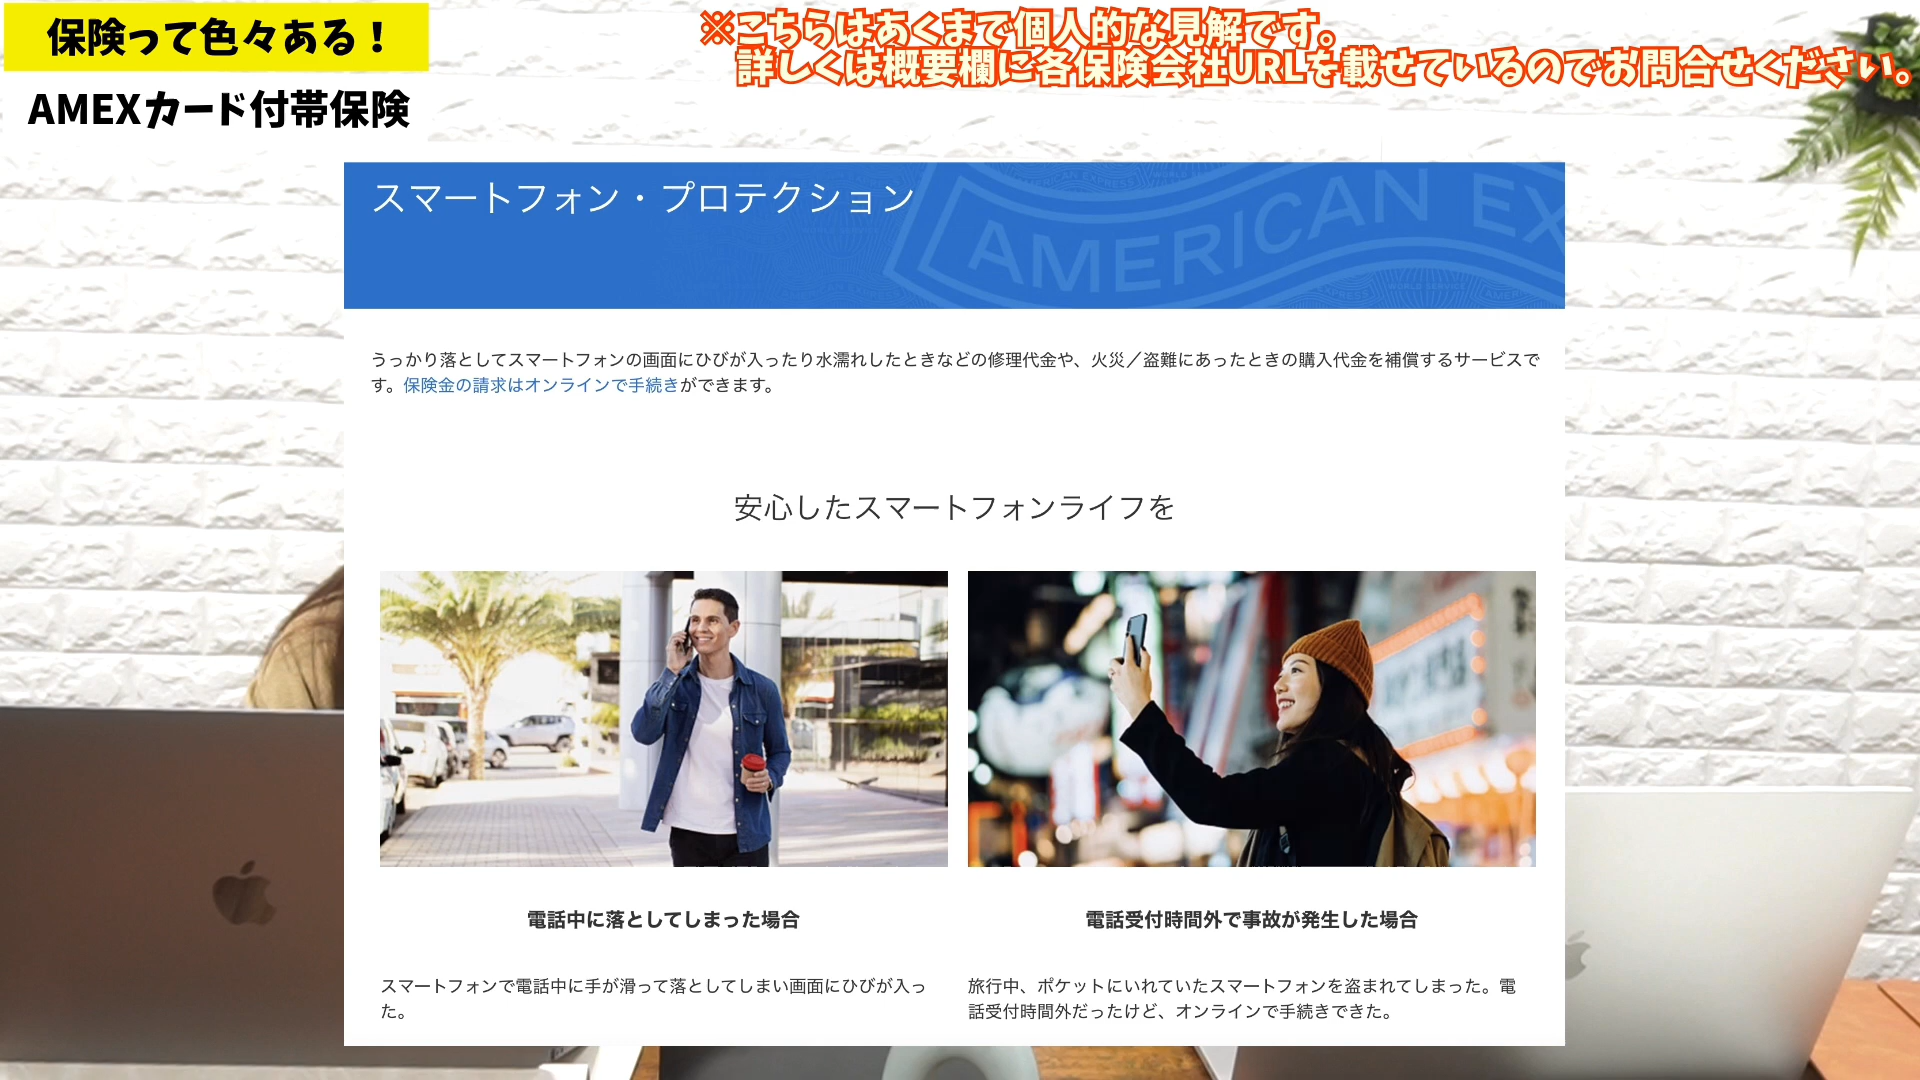 保険って色々ある！
AMEXカード付帯保険
※こちらはあくまで個人的な見解です。
詳しくは概要欄に各保険会社URLを載せているのでお問合せください。
スマートフォン・プロテクション
AMERICAN EX
うっかり落としてスマートフォンの画面にひびが入ったり水濡れしたときなどの修理代金や、火災／盗難にあったときの購入代金を補償するサービスで
す。保険金の請求はオンラインで手続きができます。
安心したスマートフォンライフを
電話中に落としてしまった場合
スマートフォンで電話中に手が滑って落としてしまい画面にひびが入っ
た。
電話受付時間外で事故が発生した場合
旅行中、ポケットにいれていたスマートフォンを盗まれてしまった。電
話受付時間外だったけど、オンラインで手続きできた。